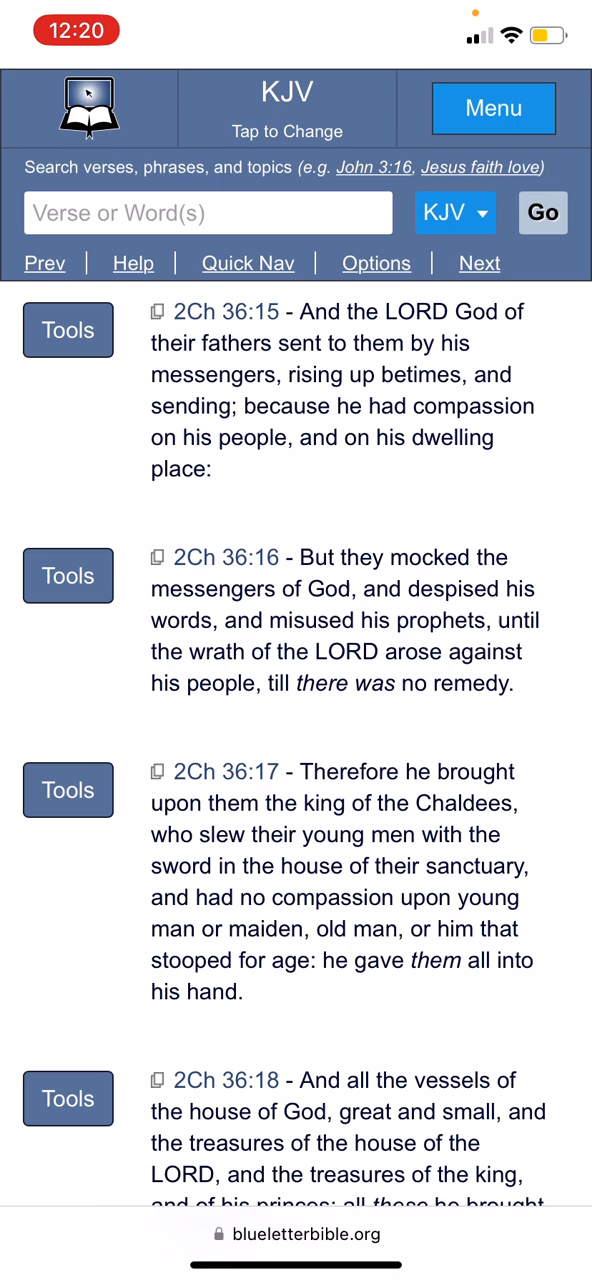 12:20
KJV
Tap to Change
Menu
Search verses, phrases, and topics (e.g. John 3:16, Jesus faith love)
Verse or Word(s)
KJV
Go
Prev | Help | Quick Nav | Options | Next
Tools
2Ch 36:15 - And the LORD God of
their fathers sent to them by his
messengers, rising up betimes, and
sending; because he had compassion
on his people, and on his dwelling
place:
Tools
2Ch 36:16 - But they mocked the
messengers of God, and despised his
words, and misused his prophets, until
the wrath of the LORD arose against
his people, till there was no remedy.
Tools
2Ch 36:17 - Therefore he brought
upon them the king of the Chaldees,
who slew their young men with the
sword in the house of their sanctuary,
and had no compassion upon young
man or maiden, old man, or him that
stooped for age: he gave them all into
his hand.
Tools
2Ch 36:18 - And all the vessels of
the house of God, great and small, and
the treasures of the house of the
LORD, and the treasures of the king,
and of his princes; all these he brought
blueletterbible.org